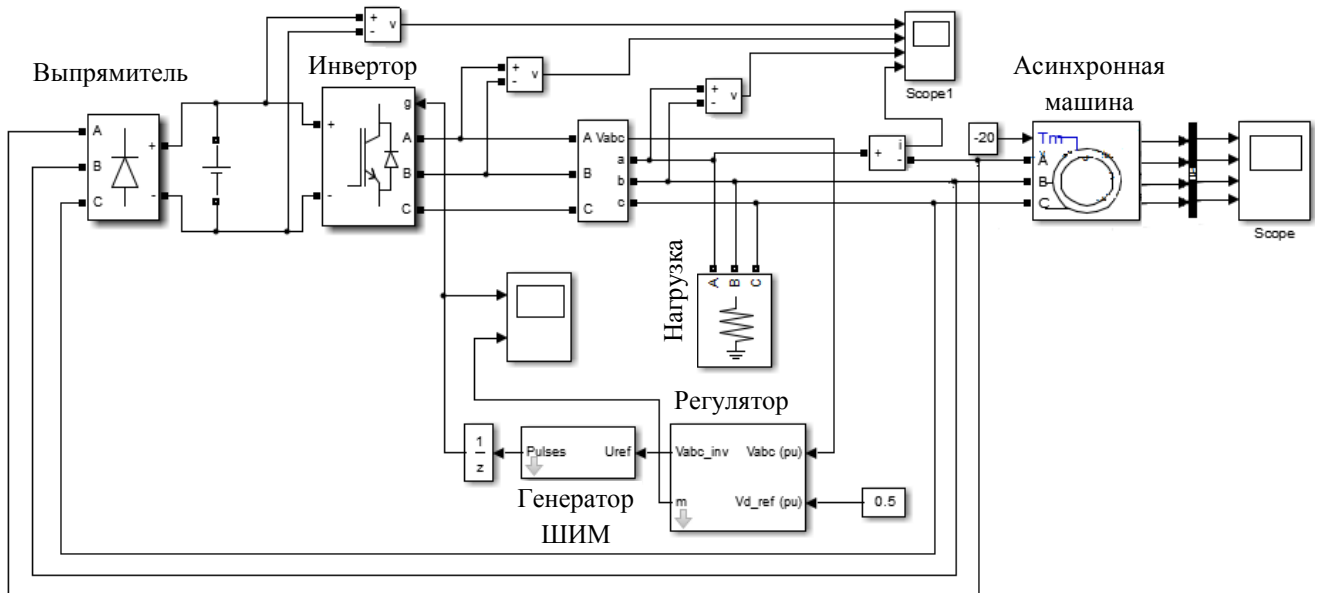 +
-
v
Выпрямитель
Инвертор
+
-
v
+
-
v
Scope1
Асинхронная
машина
A
B
C
+
-
+
-
g
A
B
C
A
B
C
Vabc
a
b
c
+
i
-
-20
Tm
A
B
C
Scope
Нагрузка
A
B
C
Регулятор
1
z
Pulses
Uref
Vabc_inv
m
Vabc (pu)
Vd_ref (pu)
0.5
Генератор
ШИМ